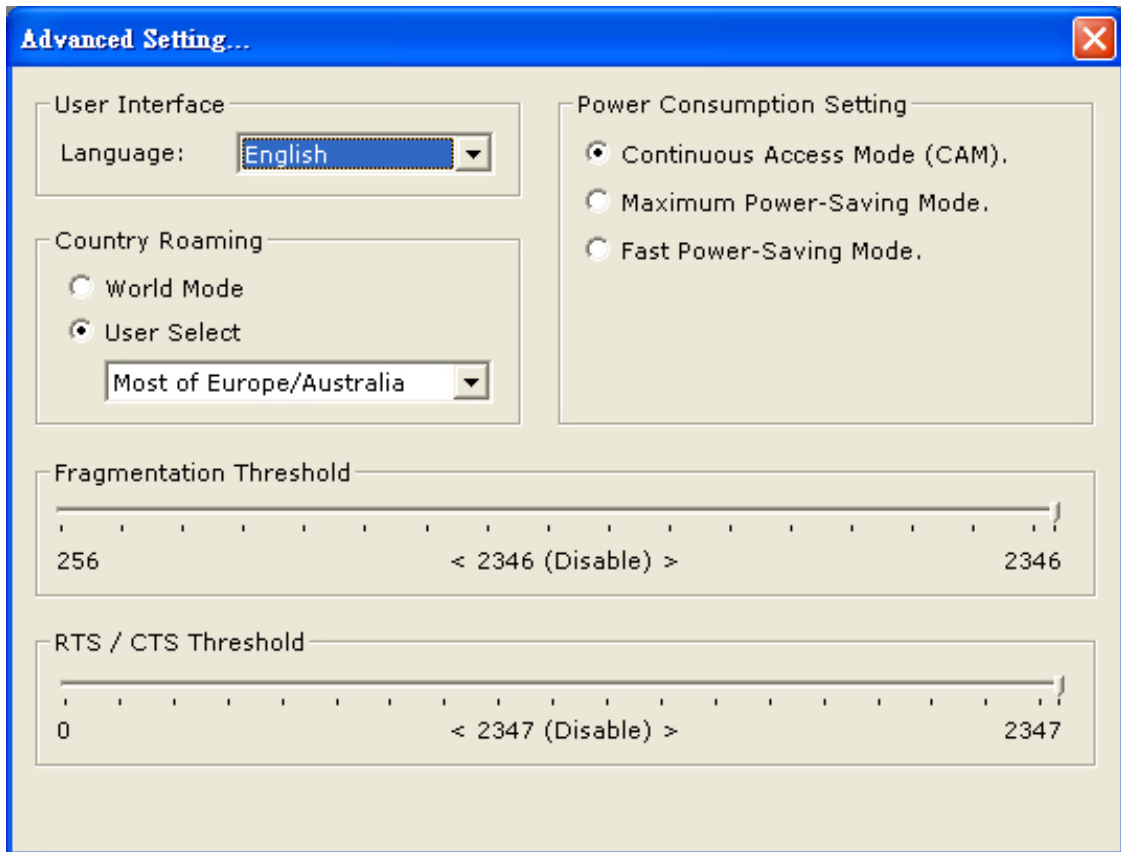 Advanced Setting...
User Interface
Language:
English
Country Roaming
World Mode
User Select
Most of Europe/Australia
Power Consumption Setting
Continuous Access Mode (CAM).
Maximum Power-Saving Mode.
Fast Power-Saving Mode.
Fragmentation Threshold
256 < 2346 (Disable) > 2346
RTS / CTS Threshold
0 < 2347 (Disable) > 2347